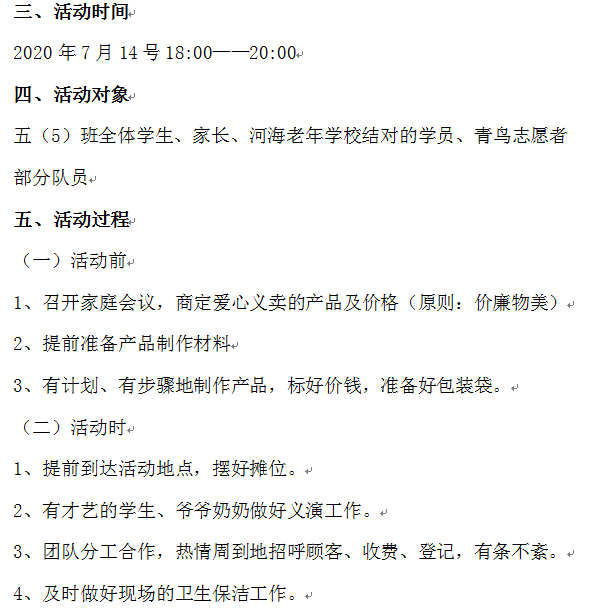 三、活动时间
2020年7月14号18:00——20:00
四、活动对象
五（5）班全体学生、家长、河海老年学校结对的学员、青鸟志愿者
部分队员
五、活动过程
（一）活动前
1、召开家庭会议，商定爱心义卖的产品及价格（原则：价廉物美）
2、提前准备产品制作材料
3、有计划、有步骤地制作产品，标好价钱，准备好包装袋。
（二）活动时
1、提前到达活动地点，摆好摊位。
2、有才艺的学生、爷爷奶奶做好义演工作。
3、团队分工合作，热情周到地招呼顾客、收费、登记，有条不紊。
4、及时做好现场的卫生保洁工作。